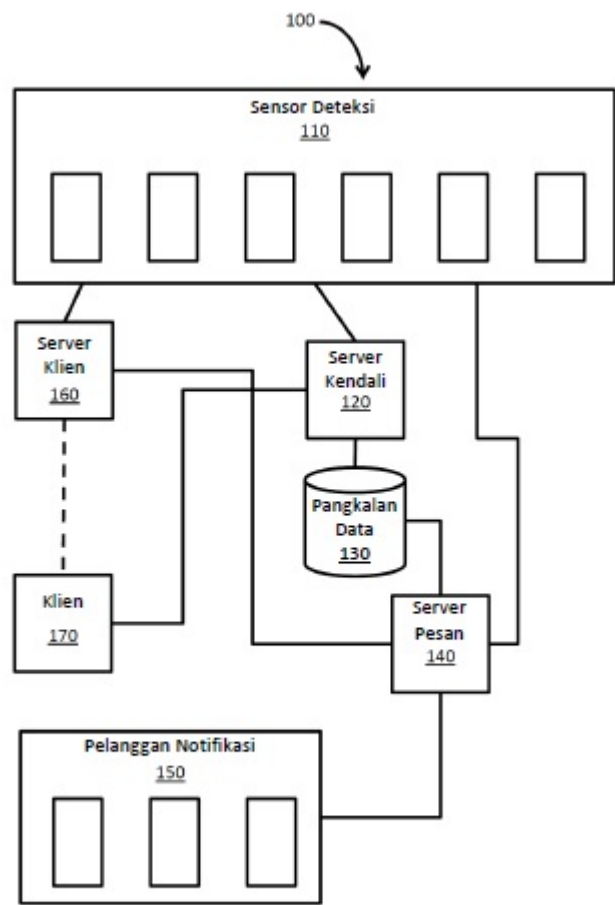 100
Sensor Deteksi
110
Server
Klien
160
Server
Kendali
120
Pangkalan
Data
130
Klien
170
Server
Pesan
140
Pelanggan Notifikasi
150